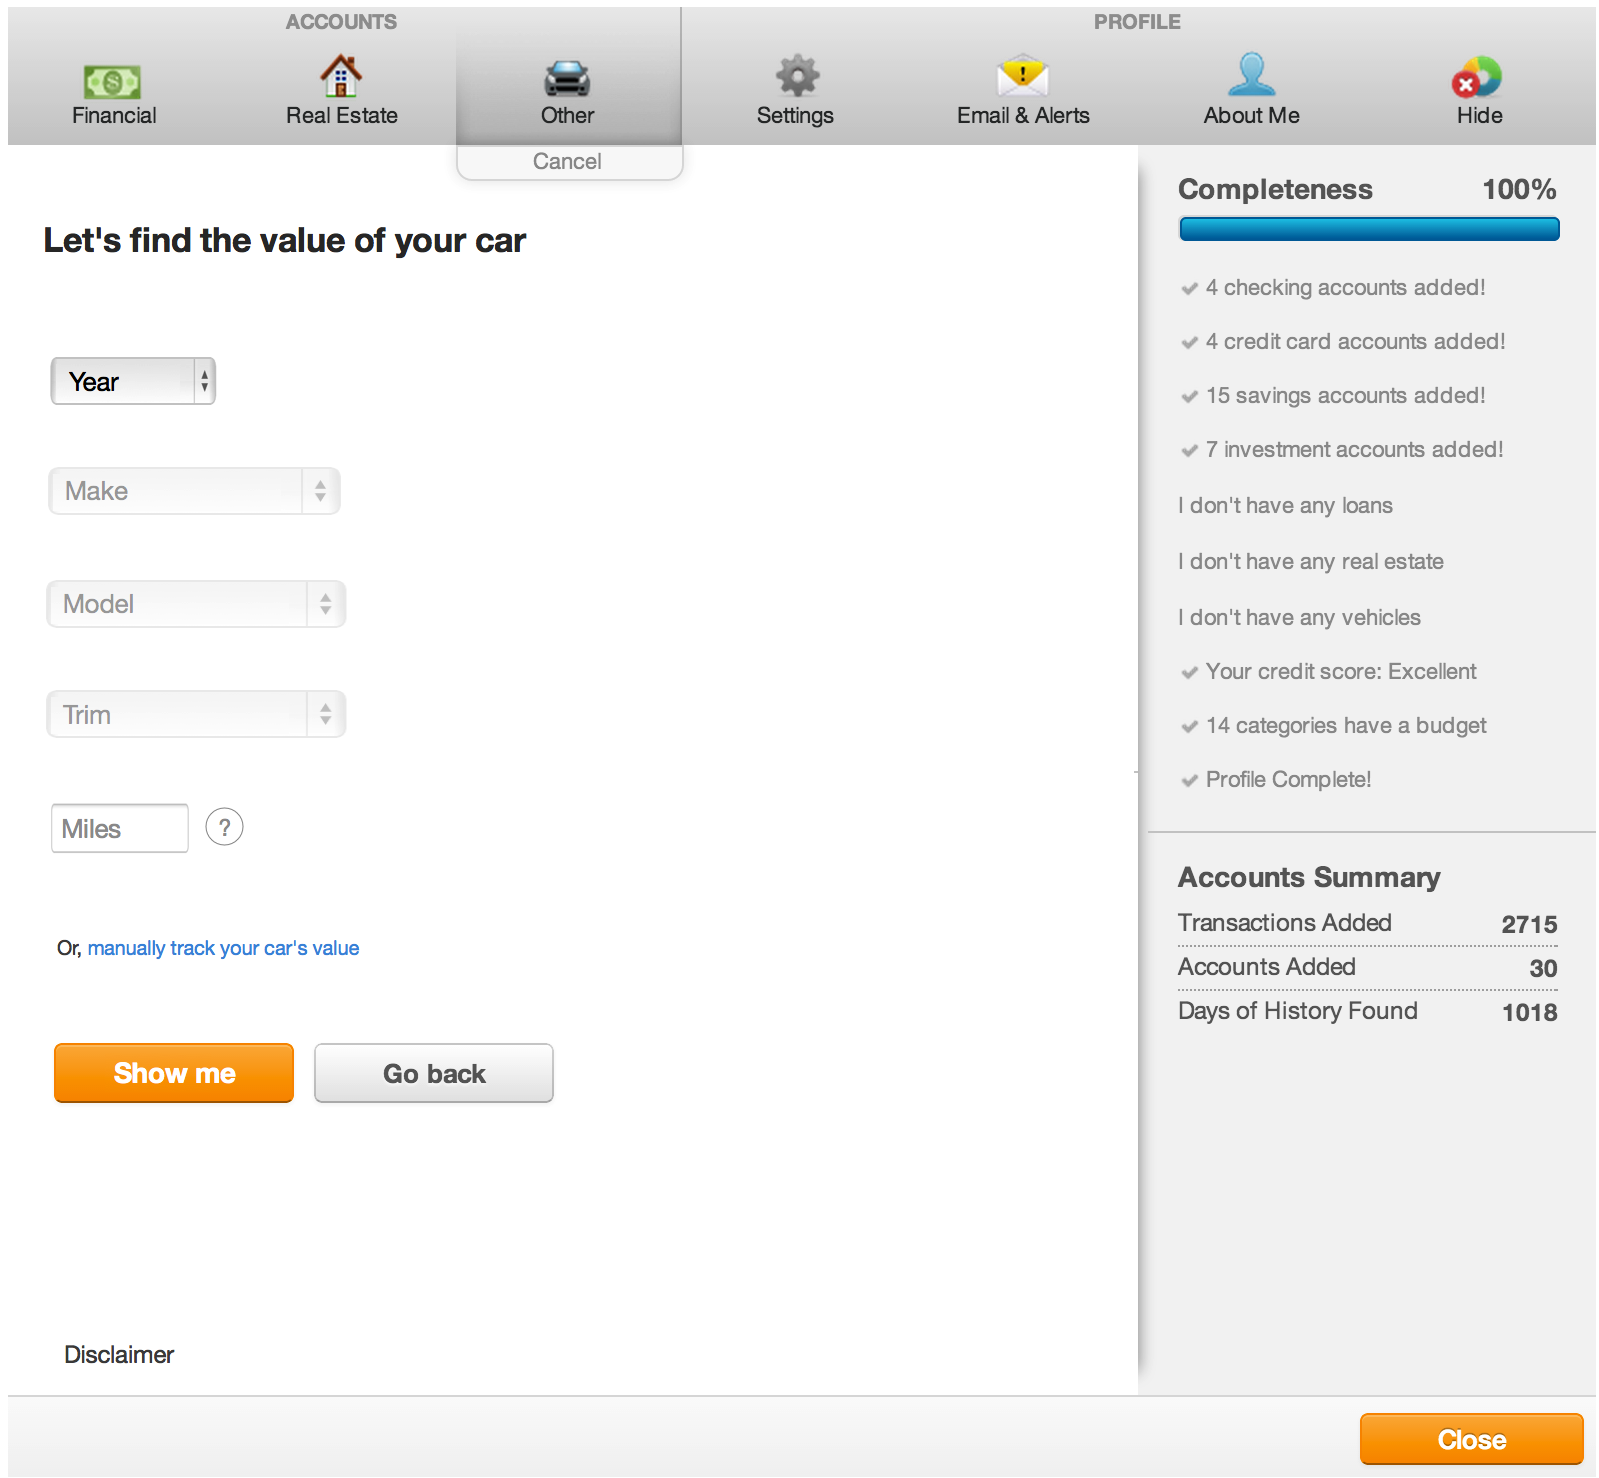 ACCOUNTS
PROFILE
Financial
Real Estate
Other
Settings
Email & Alerts
About Me
Hide
Cancel
Let's find the value of your car
Year
Make
Model
Trim
Miles
?
Or, manually track your car's value
Show me
Go back
Disclaimer
Completeness 100%
4 checking accounts added!
4 credit card accounts added!
15 savings accounts added!
7 investment accounts added!
I don't have any loans
I don't have any real estate
I don't have any vehicles
Your credit score: Excellent
14 categories have a budget
Profile Complete!
Accounts Summary
Transactions Added 2715
Accounts Added 30
Days of History Found 1018
Close